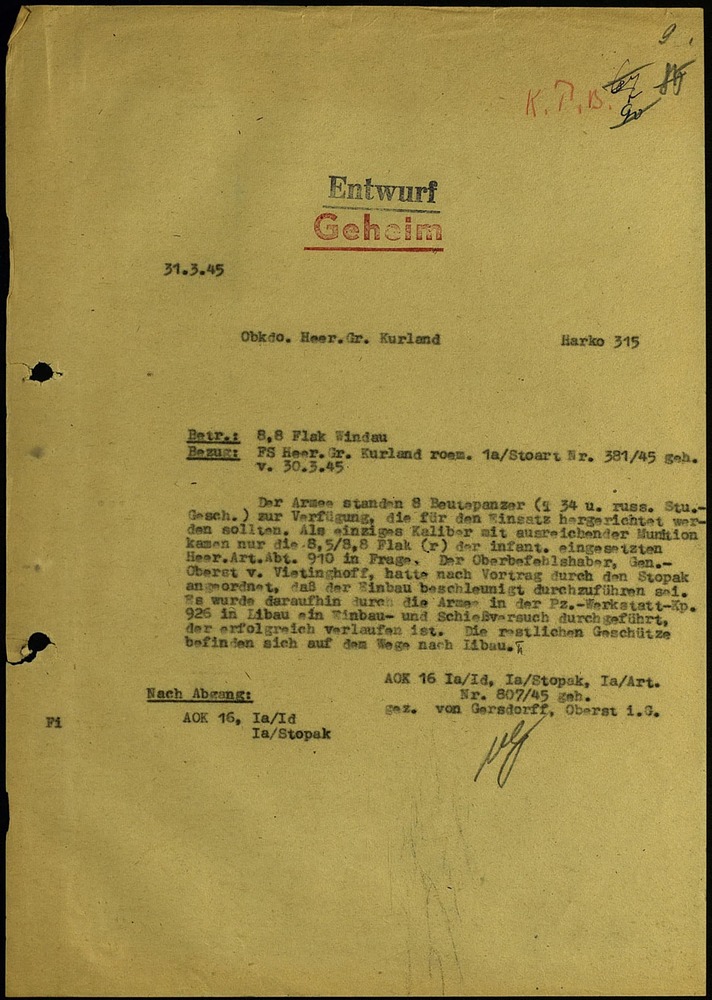 9.
K.T.B. 67 84
90
Entwurf
Geheim
31.3.45
Obkdo. Heer.Gr. Kurland Harko 315
Betr.: 8,8 Flak Windau
Bezug: FS Heer.Gr. Kurland roem. 1a/Stoart Nr. 381/45 geh.
v. 30.3.45
Der Armee standen 8 Beutepanzer (T 34 u. russ. Stu.-
Gesch.) zur Verfügung, die für den Einsatz hergerichtet wer-
den sollten. Als einziges Kaliber mit ausreichender Munition
kamen nur die 8,5/8,8 Flak (r) der infant. eingesetzten
Heer.Art.Abt. 910 in Frage. Der Oberbefehlshaber, Gen.-
Oberst v. Vietinghoff, hatte nach Vortrag durch den Stopak
angeordnet, daß der Einbau beschleunigt durchzuführen sei.
Es wurde daraufhin durch die Armee in der Pz.-Werkstatt-Kp.
926 in Libau ein Einbau- und Schießversuch durchgeführt,
der erfolgreich verlaufen ist. Die restlichen Geschütze
befinden sich auf dem Wege nach Libau.
AOK 16 Ia/Id, Ia/Stopak, Ia/Art.
Nr. 807/45 geh.
gez. von Gersdorff, Oberst i.G.
Nach Abgang:
Fi AOK 16, Ia/Id
Ia/Stopak